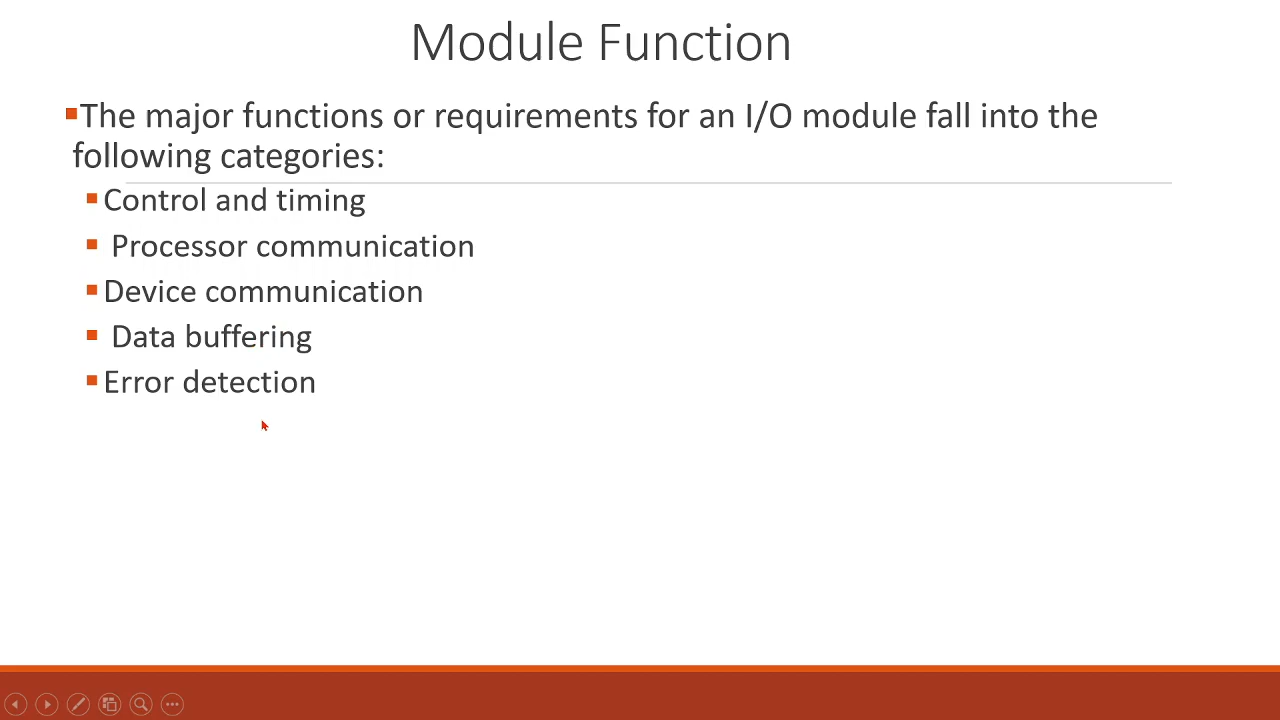 Module Function
The major functions or requirements for an I/O module fall into the
following categories:
Control and timing
Processor communication
Device communication
Data buffering
Error detection